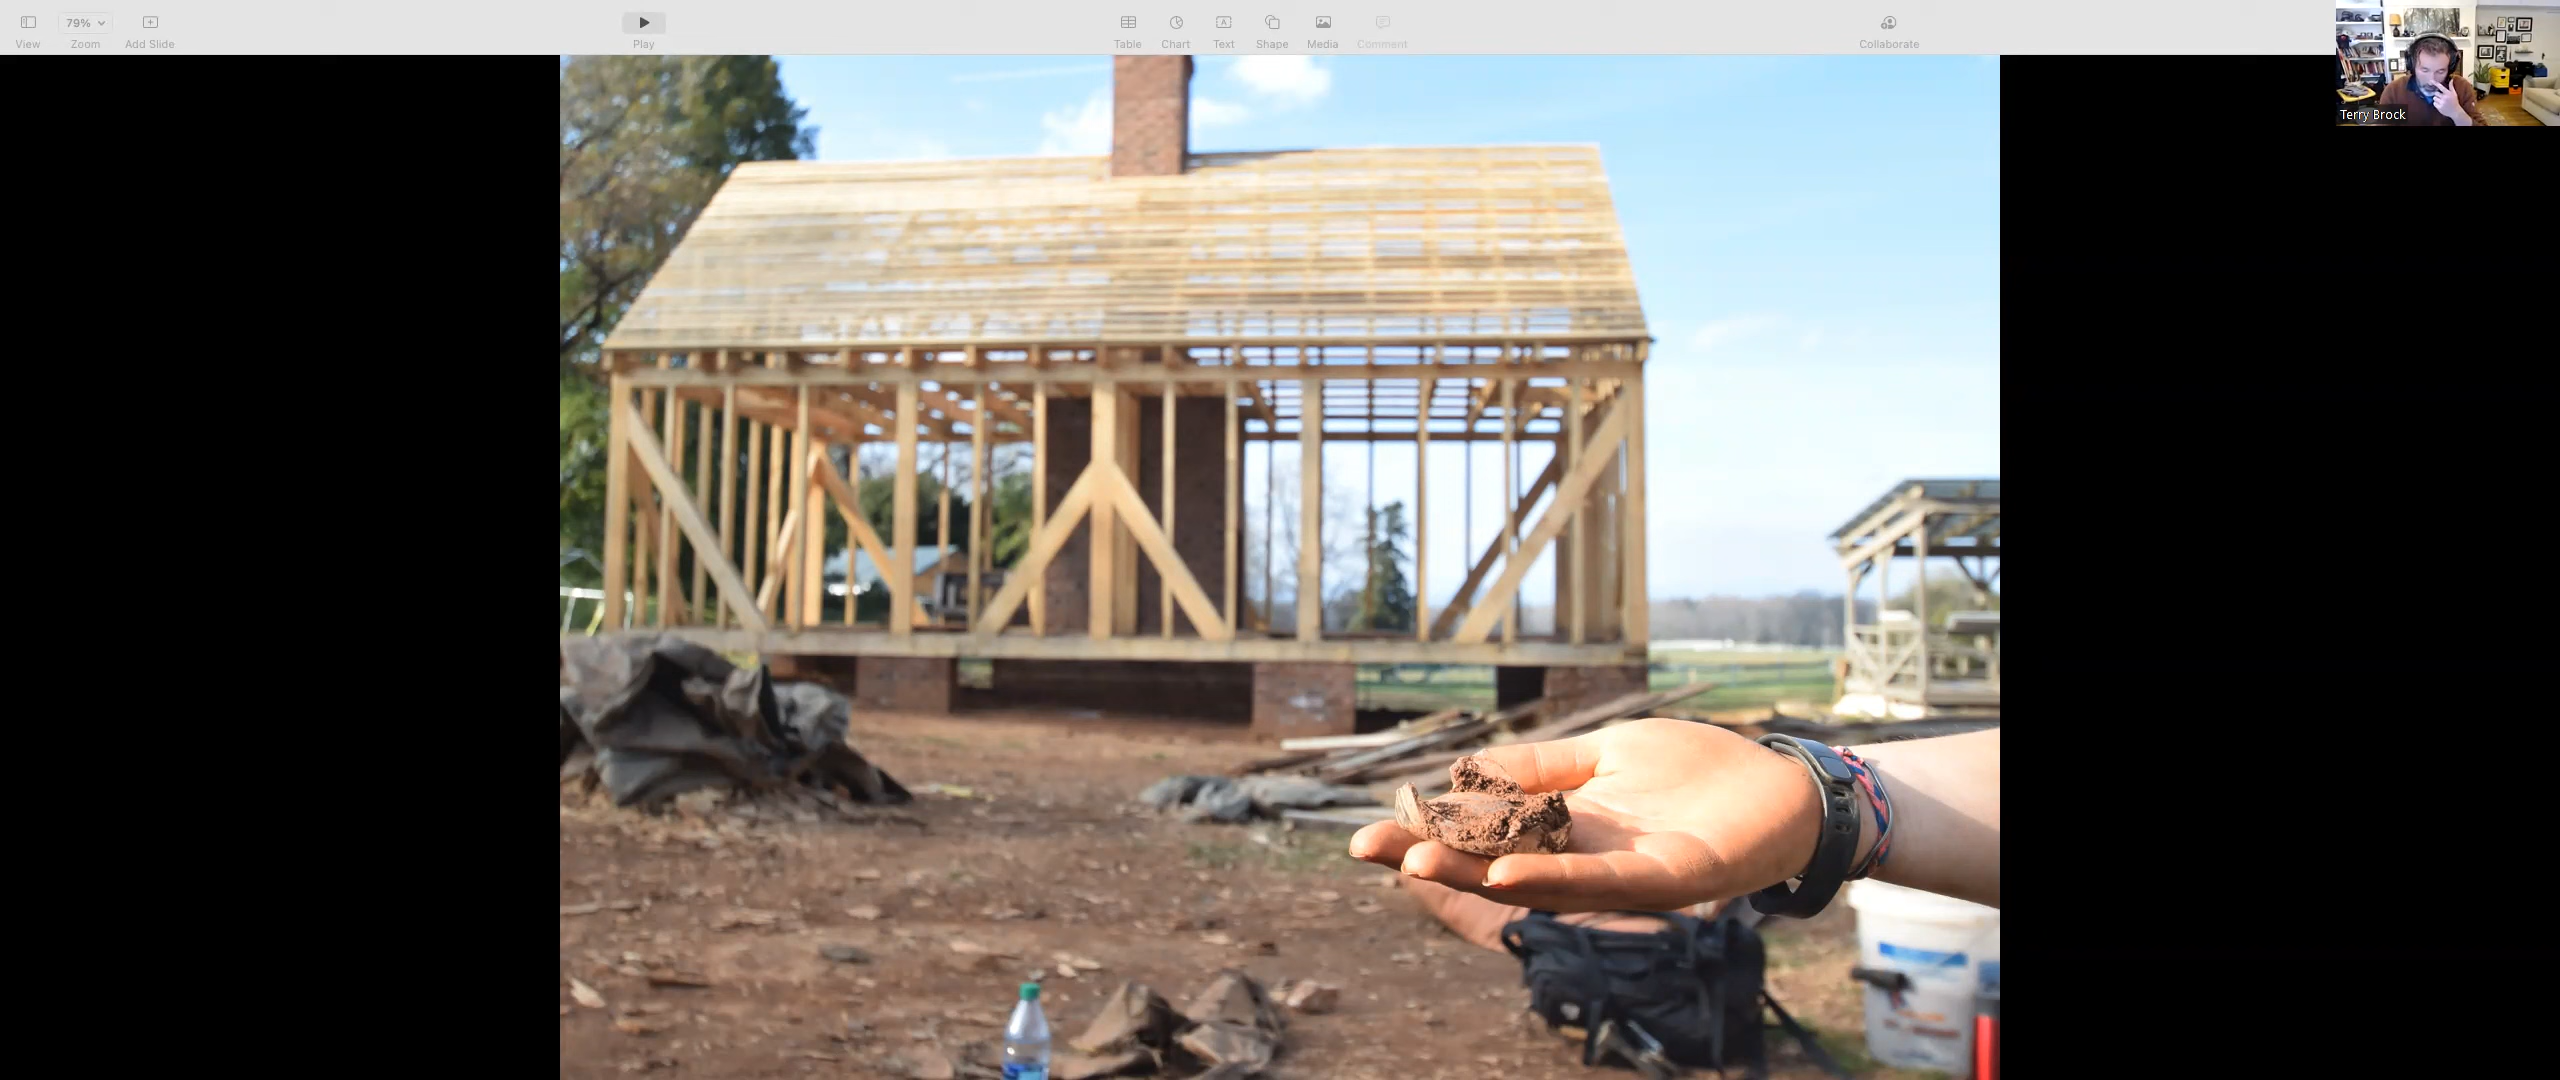 79%
View
Zoom
Add Slide
Play
Table
Chart
Text
Shape
Media
Comment
Collaborate
Terry Brock